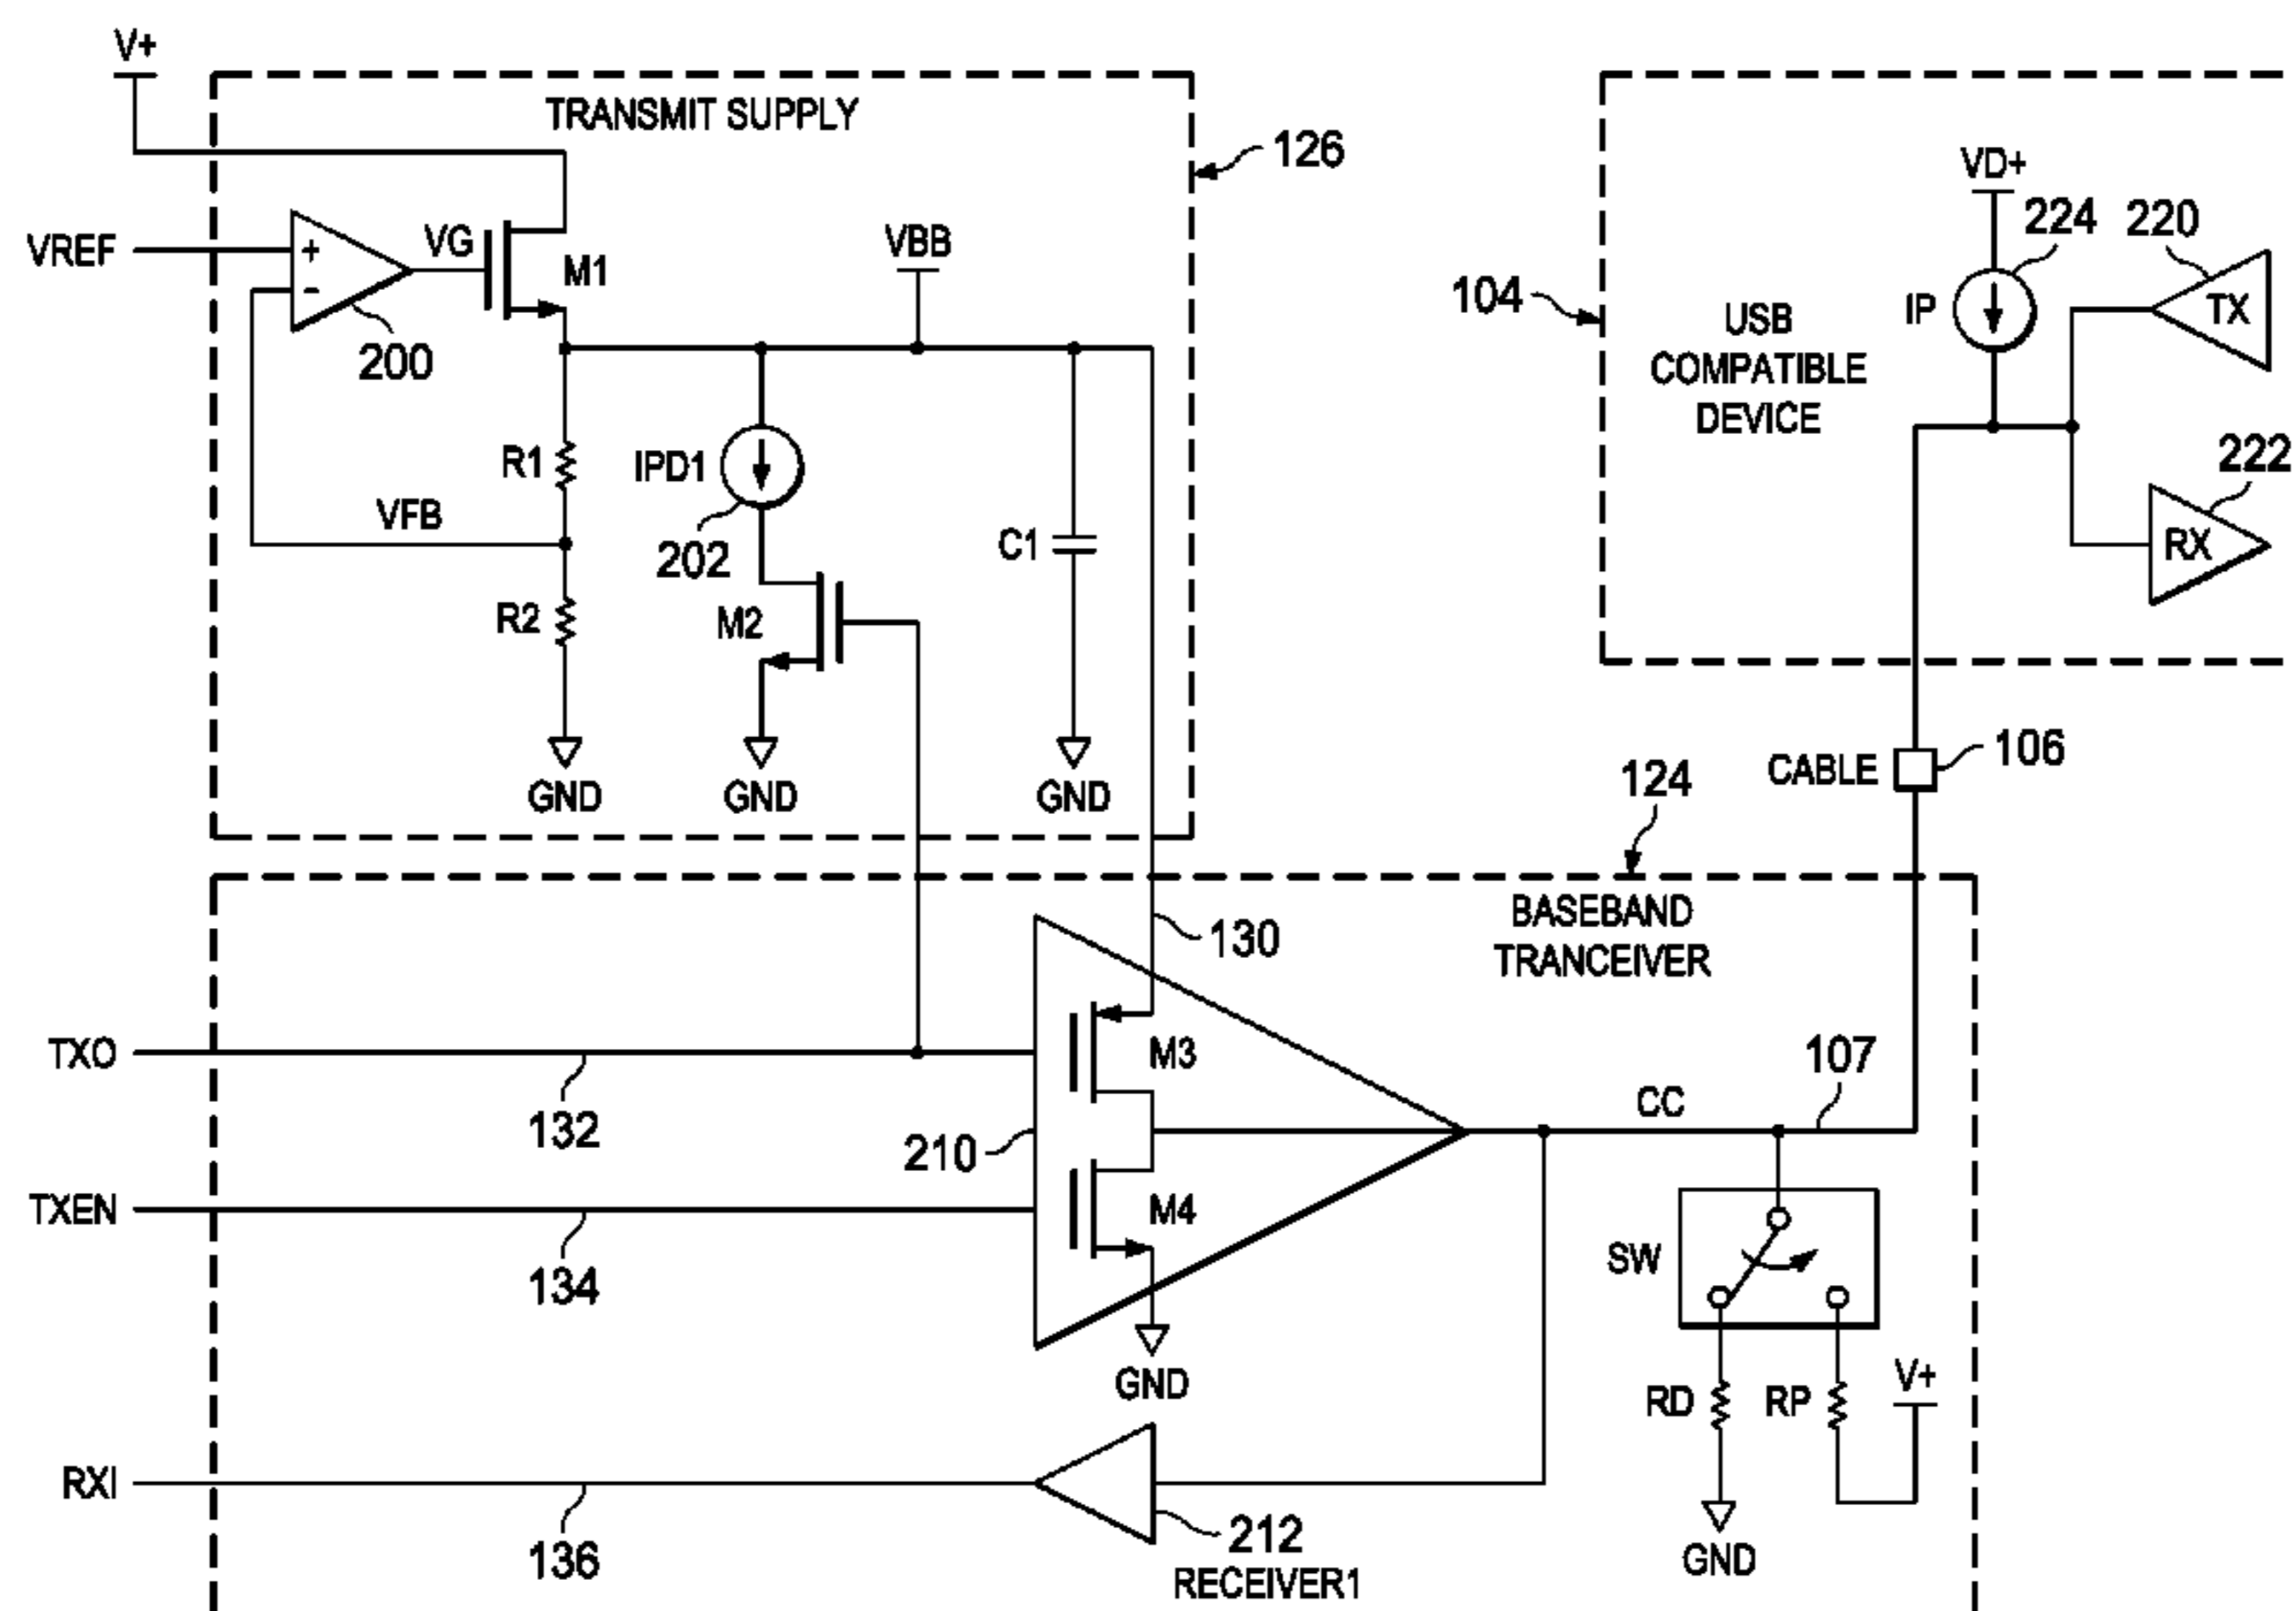 V+
TRANSMIT SUPPLY
126
VREF
+
-
VG
M1
200
VBB
R1
IPD1
202
VFB
C1
R2
M2
GND
GND
GND
VD+
224
220
104
USB
COMPATIBLE
DEVICE
IP
TX
222
RX
CABLE
106
124
BASEBAND
TRANCEIVER
130
TXO
132
M3
210
CC
107
TXEN
134
M4
GND
SW
RD
RP
V+
GND
RXI
136
212
RECEIVER1